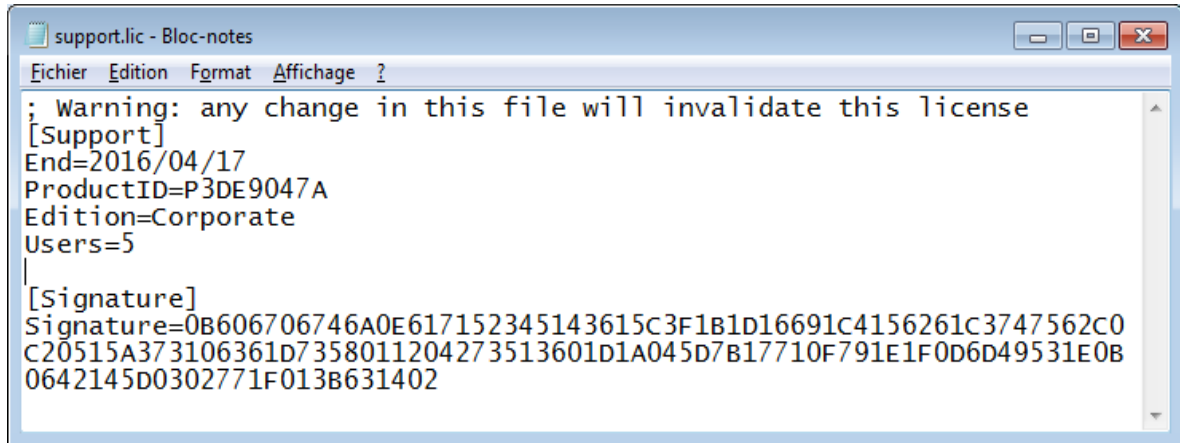 support.lic - Bloc-notes
Fichier Edition Format Affichage ?
; Warning: any change in this file will invalidate this license
[Support]
End=2016/04/17
ProductID=P3DE9047A
Edition=Corporate
Users=5
[Signature]
Signature=0B606706746A0E617152345143615C3F1B1D16691C4156261C3747562C0
C20515A373106361D7358011204273513601D1A045D7B17710F791E1F0D6D49531E0B
0642145D0302771F013B631402